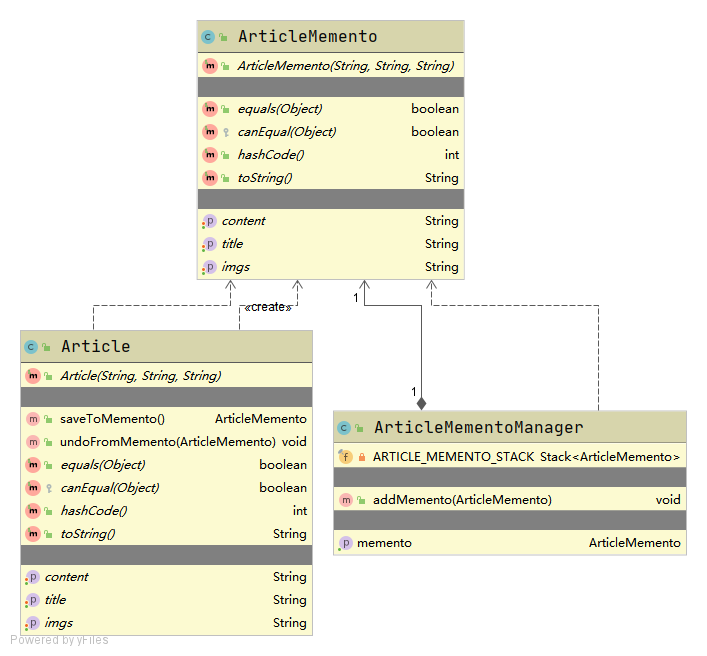 ArticleMemento
ArticleMemento(String, String, String)
equals(Object) boolean
canEqual(Object) boolean
hashCode() int
toString() String
content String
title String
imgs String
«create»
1
1
Article
Article(String, String, String)
saveToMemento() ArticleMemento
undoFromMemento(ArticleMemento) void
equals(Object) boolean
canEqual(Object) boolean
hashCode() int
toString() String
content String
title String
imgs String
ArticleMementoManager
ARTICLE_MEMENTO_STACK Stack<ArticleMemento>
addMemento(ArticleMemento) void
memento ArticleMemento
Powered by yFiles